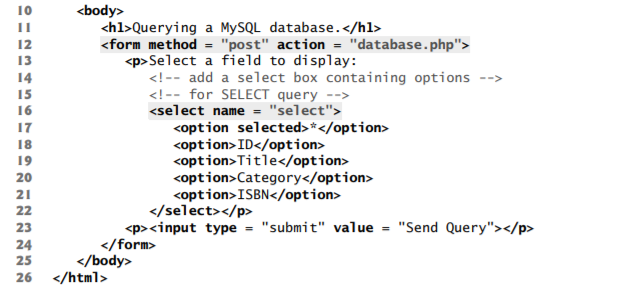 10 <body>
11 <h1>Querying a MySQL database.</h1>
12 <form method = "post" action = "database.php">
13 <p>Select a field to display:
14 <!-- add a select box containing options -->
15 <!-- for SELECT query -->
16 <select name = "select">
17 <option selected>*</option>
18 <option>ID</option>
19 <option>Title</option>
20 <option>Category</option>
21 <option>ISBN</option>
22 </select></p>
23 <p><input type = "submit" value = "Send Query"></p>
24 </form>
25 </body>
26 </html>